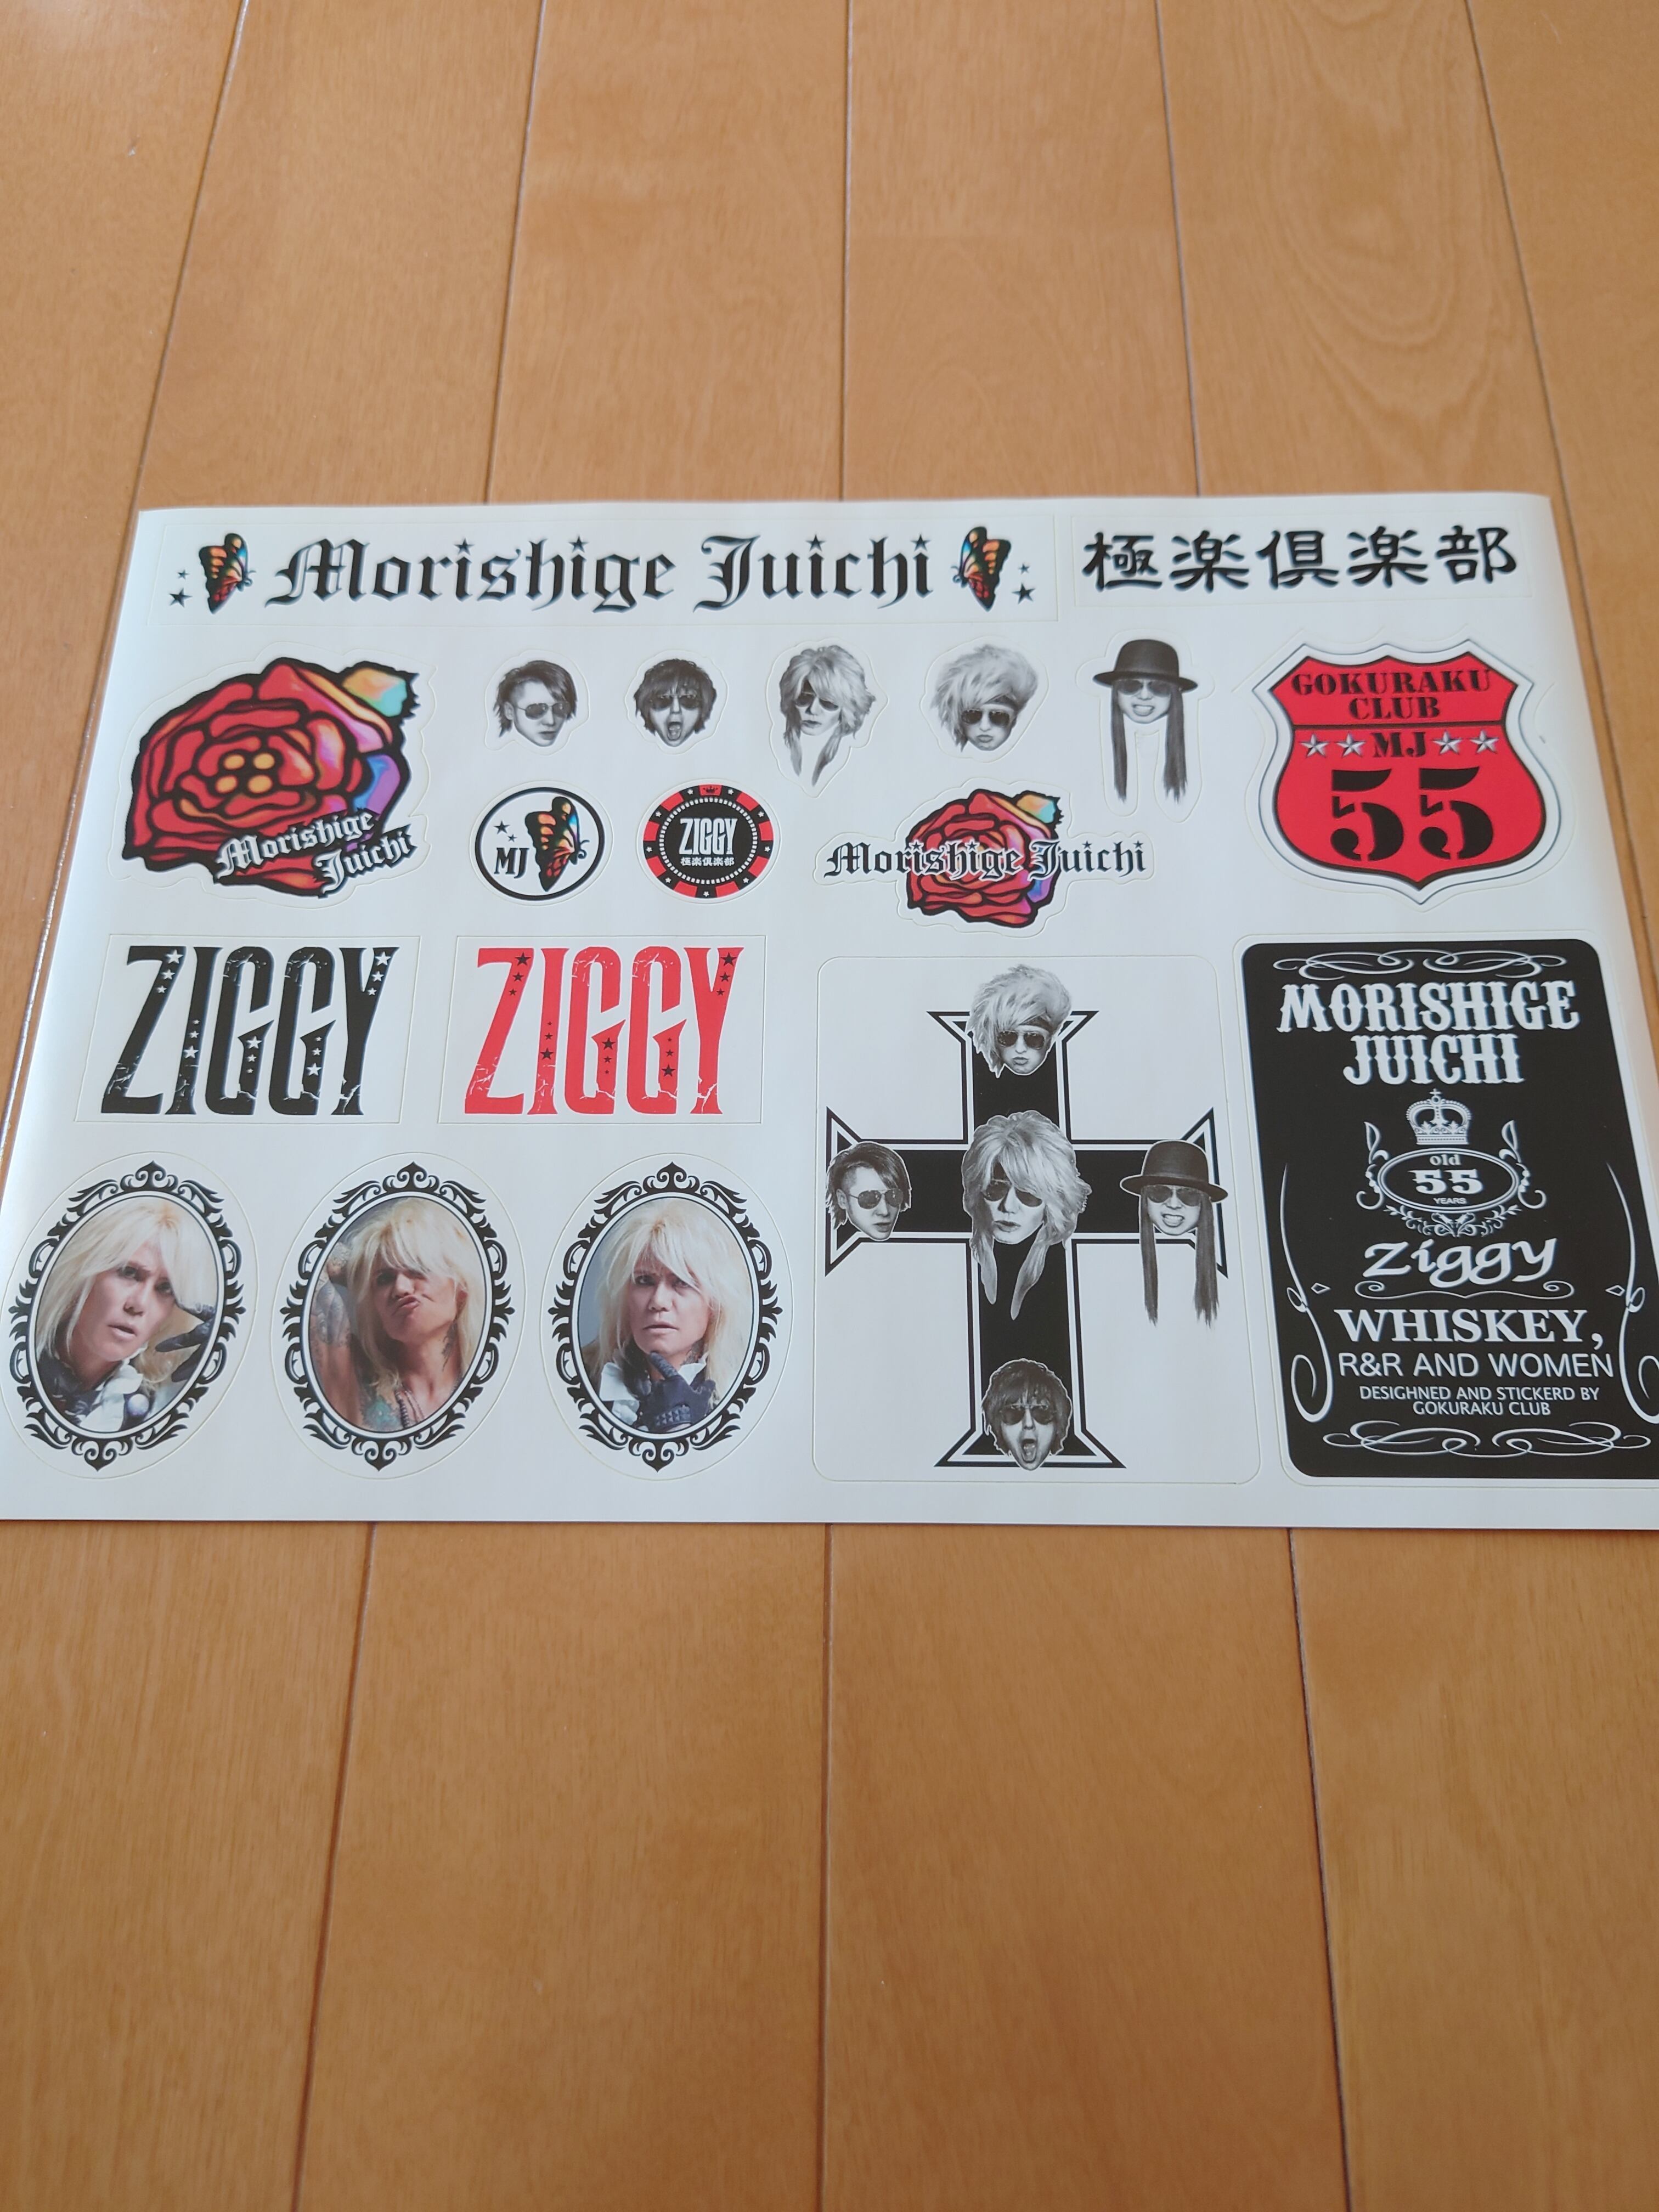 Morishige Juichi
極楽倶楽部
Morishige
Juichi
MJ
ZIGGY
極楽倶楽部
Morishige Juichi
GOKURAKU
CLUB
MJ
55
ZIGGY
ZIGGY
MORISHIGE
JUICHI
old
55
YEARS
Ziggy
WHISKEY,
R&R AND WOMEN
DESIGHNED AND STICKERD BY
GOKURAKU CLUB